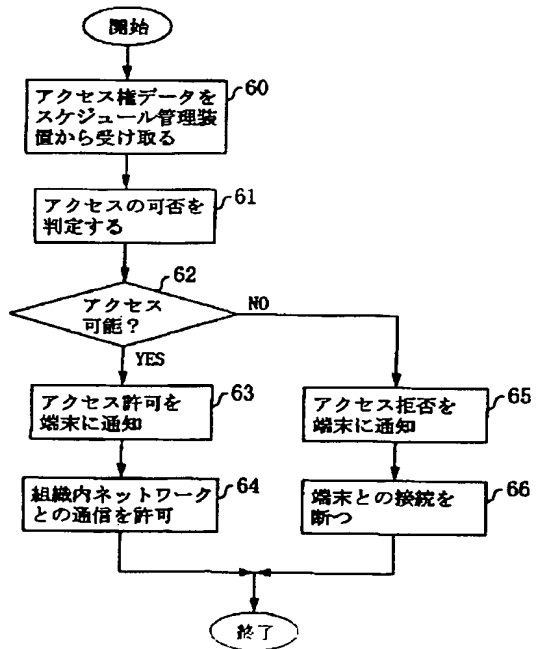 開始
アクセス権データを
スケジュール管理装
置から受け取る
60
アクセスの可否を
判定する
61
アクセス
可能？
62
NO
YES
アクセス許可を
端末に通知
63
アクセス拒否を
端末に通知
65
組織内ネットワーク
との通信を許可
64
端末との接続を
断つ
66
終了